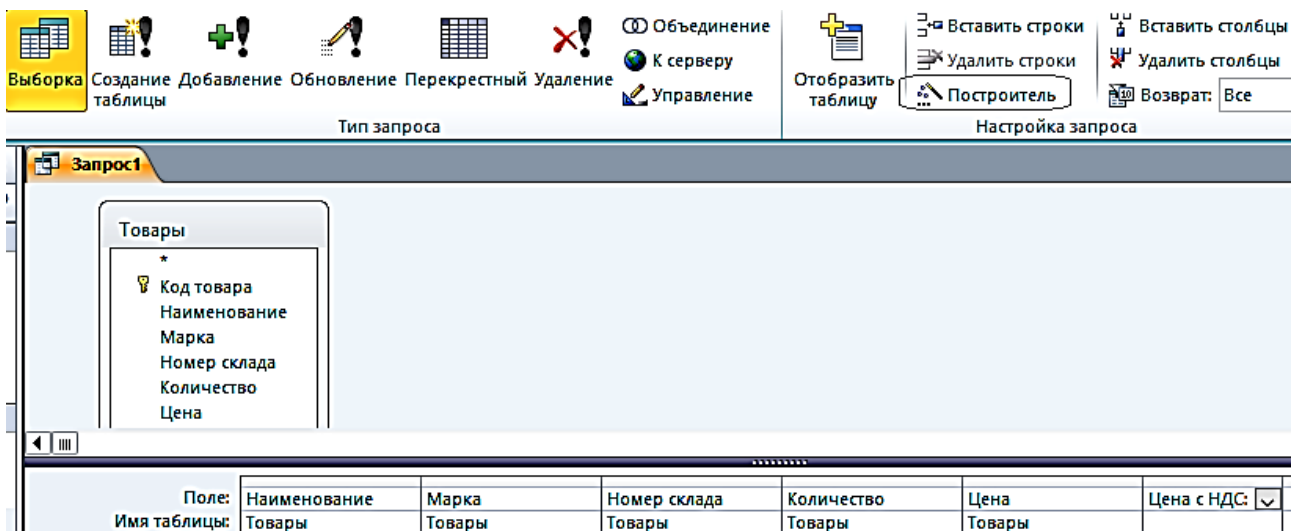 Выборка
Создание таблицы
Добавление
Обновление
Перекрестный
Удаление
Объединение
К серверу
Управление
Тип запроса
Отобразить таблицу
Вставить строки
Удалить строки
Построитель
Вставить столбцы
Удалить столбцы
Возврат: Все
Настройка запроса
Запрос1
Товары
*
Код товара
Наименование
Марка
Номер склада
Количество
Цена
Поле: Наименование Марка Номер склада Количество Цена Цена с НДС:
Имя таблицы: Товары Товары Товары Товары Товары